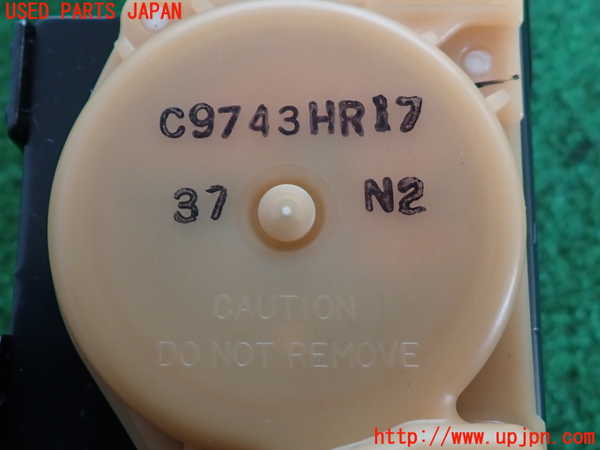 USED PARTS JAPAN
C9743HR17
37 N2
CAUTION
DO NOT REMOVE
http://www.upjpn.com/